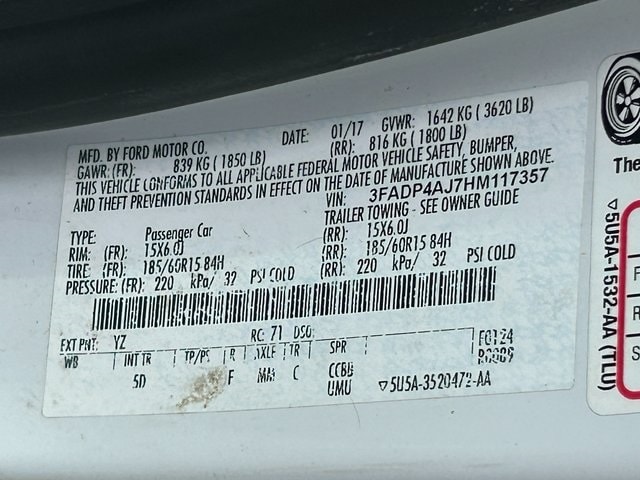 MFD. BY FORD MOTOR CO. DATE: 01/17 GVWR: 1642 KG ( 3620 LB)
GAWR: (FR): 839 KG ( 1850 LB) (RR): 816 KG ( 1800 LB)
THIS VEHICLE CONFORMS TO ALL APPLICABLE FEDERAL MOTOR VEHICLE SAFETY, BUMPER,
AND THEFT PREVENTION STANDARDS IN EFFECT ON THE DATE OF MANUFACTURE SHOWN ABOVE.
VIN: 3FADP4AJ7HM117357
TYPE: Passenger Car TRAILER TOWING - SEE OWNER GUIDE
RIM: (FR): 15X6.0J (RR): 15X6.0J
TIRE: (FR): 185/60R15 84H (RR): 185/60R15 84H
PRESSURE: (FR): 220 kPa/ 32 PSI COLD (RR): 220 kPa/ 32 PSI COLD
EXT PNT: YZ RC: 71 DSO: F0124
WB INT TR TP/PS R AXLE TR SPR R0089
5D F MM C CCBU
UMU ▽5U5A-3520472-AA
The
▽5U5A-1532-AA (TLU)
F
R
S